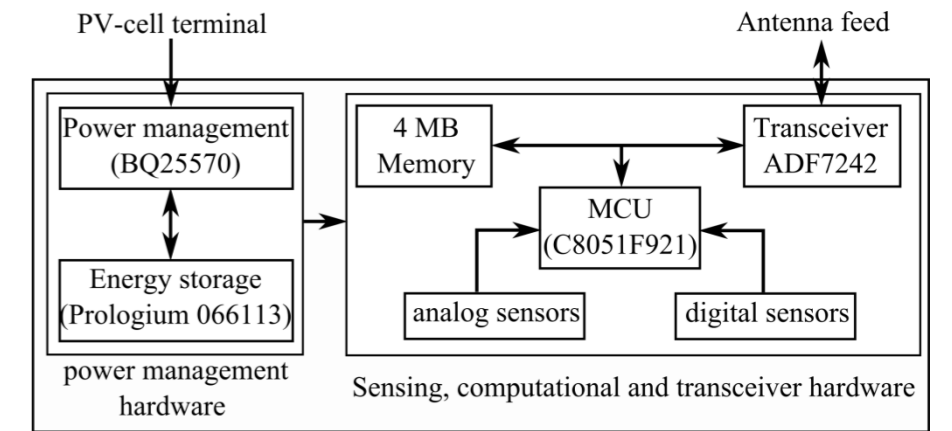 PV-cell terminal
Antenna feed
Power management
(BQ25570)
Energy storage
(Prologium 066113)
power management
hardware
4 MB
Memory
Transceiver
ADF7242
MCU
(C8051F921)
analog sensors
digital sensors
Sensing, computational and transceiver hardware